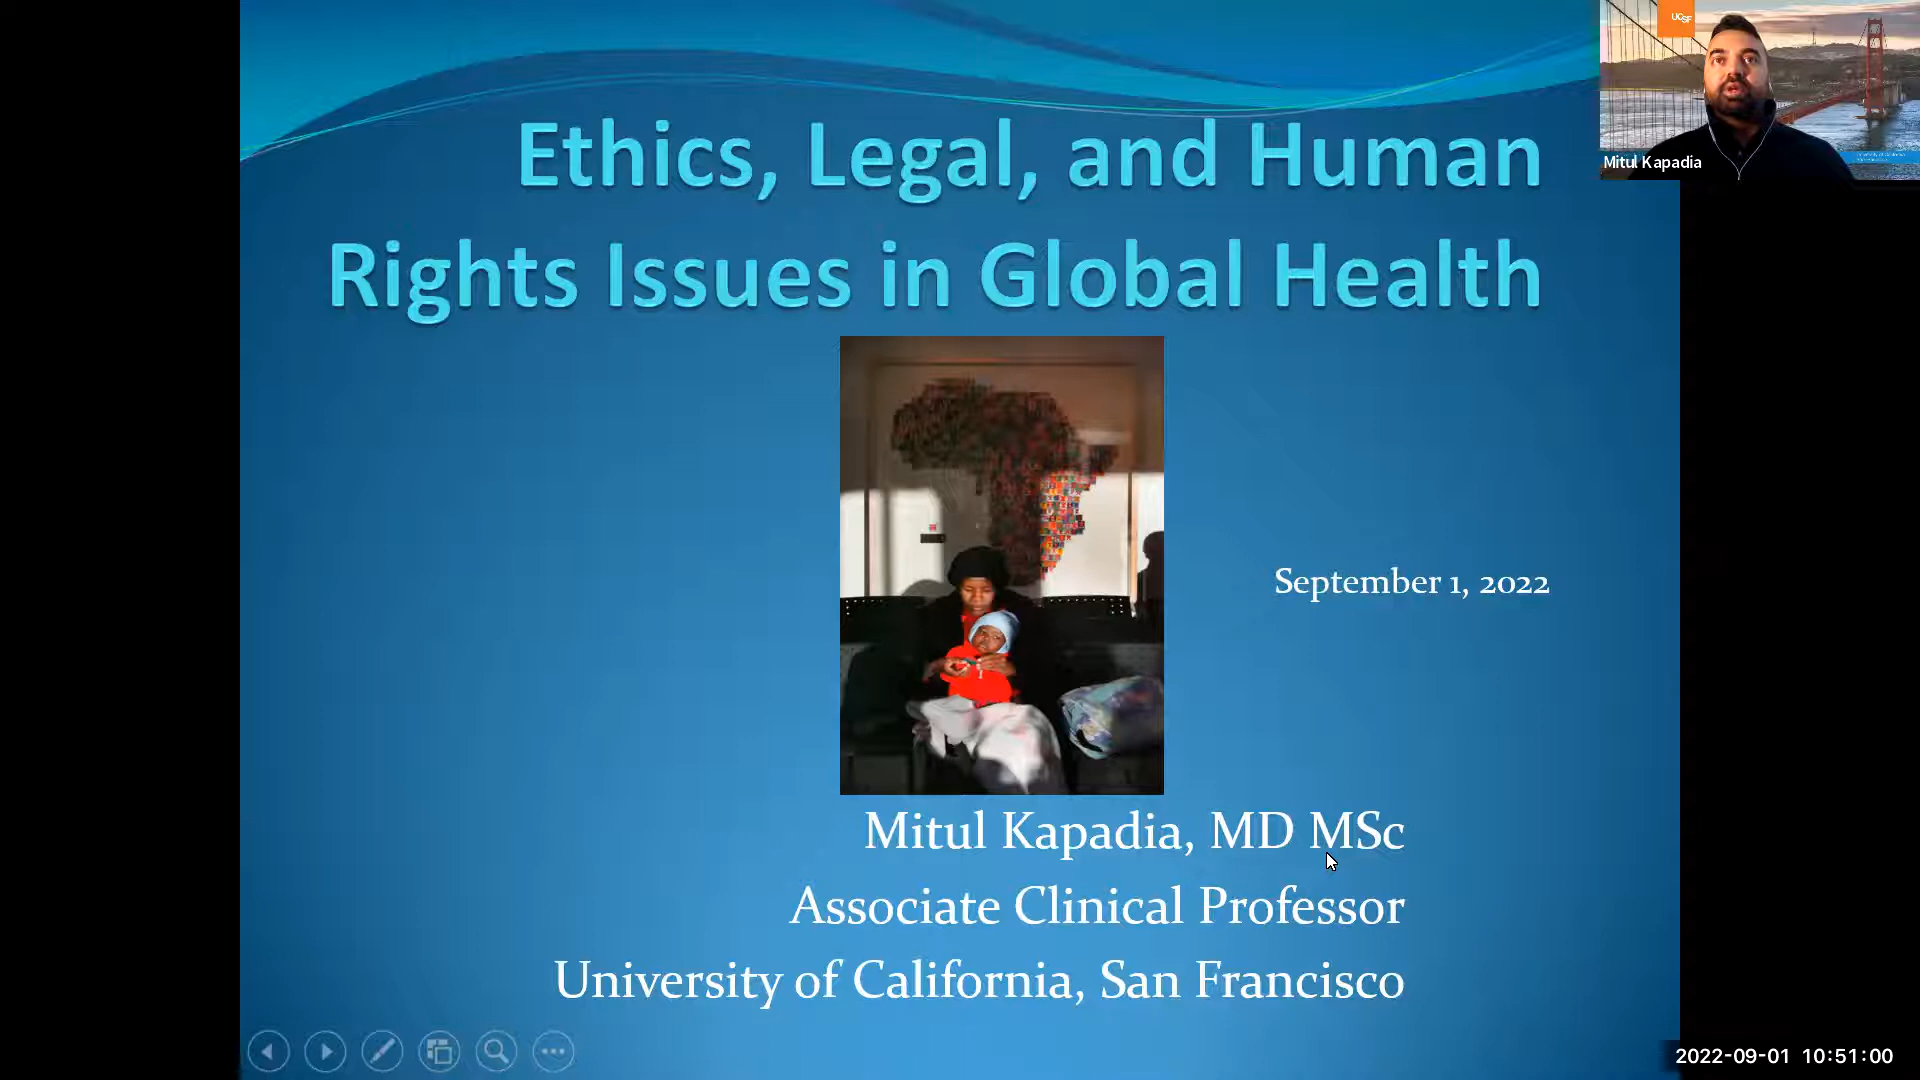 UCSF
Mitul Kapadia
Ethics, Legal, and Human
Rights Issues in Global Health
September 1, 2022
Mitul Kapadia, MD MSc
Associate Clinical Professor
University of California, San Francisco
2022-09-01 10:51:00